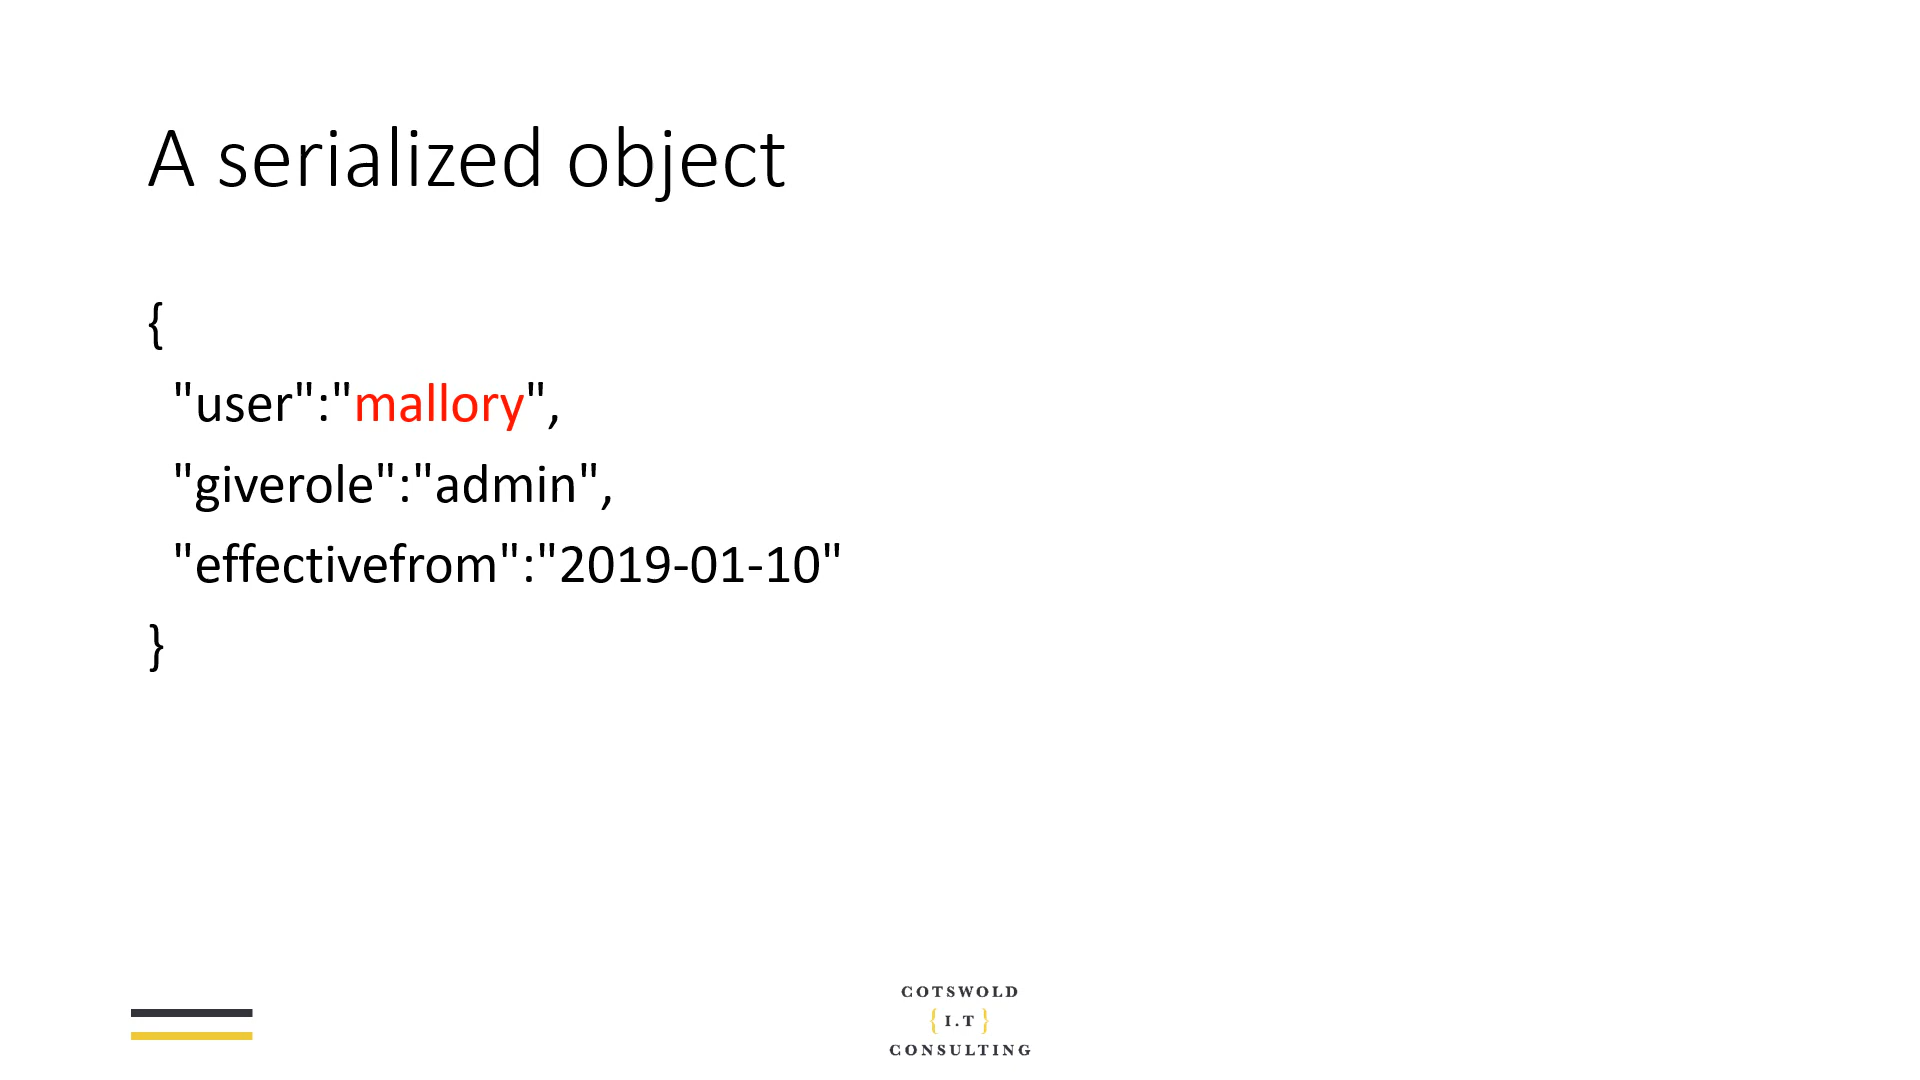 A serialized object
{
"user":"mallory",
"giverole":"admin",
"effectivefrom":"2019-01-10"
}
COTSWOLD
{ I.T }
CONSULTING